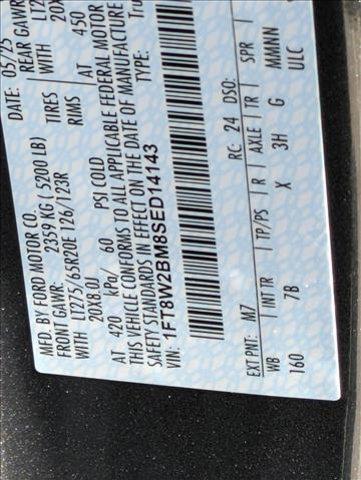 MFD. BY FORD MOTOR CO.
DATE: 05/25
FRONT GAWR: 2359 KG ( 5200 LB)
REAR GAWR
WITH LT275/65R20E 126/123R TIRES
WITH LT2
20X8.0J RIMS
20X
AT 420 kPa/ 60 PSI COLD
AT 450
THIS VEHICLE CONFORMS TO ALL APPLICABLE FEDERAL MOTOR
SAFETY STANDARDS IN EFFECT ON THE DATE OF MANUFACTURE
VIN: 1FT8W2BM8SED14143
TYPE: Tru
EXT PNT: M7 RC: 24 DSO:
WB INT TR TP/PS R AXLE TR SPR
160 7B X 3H G MMNN
ULC